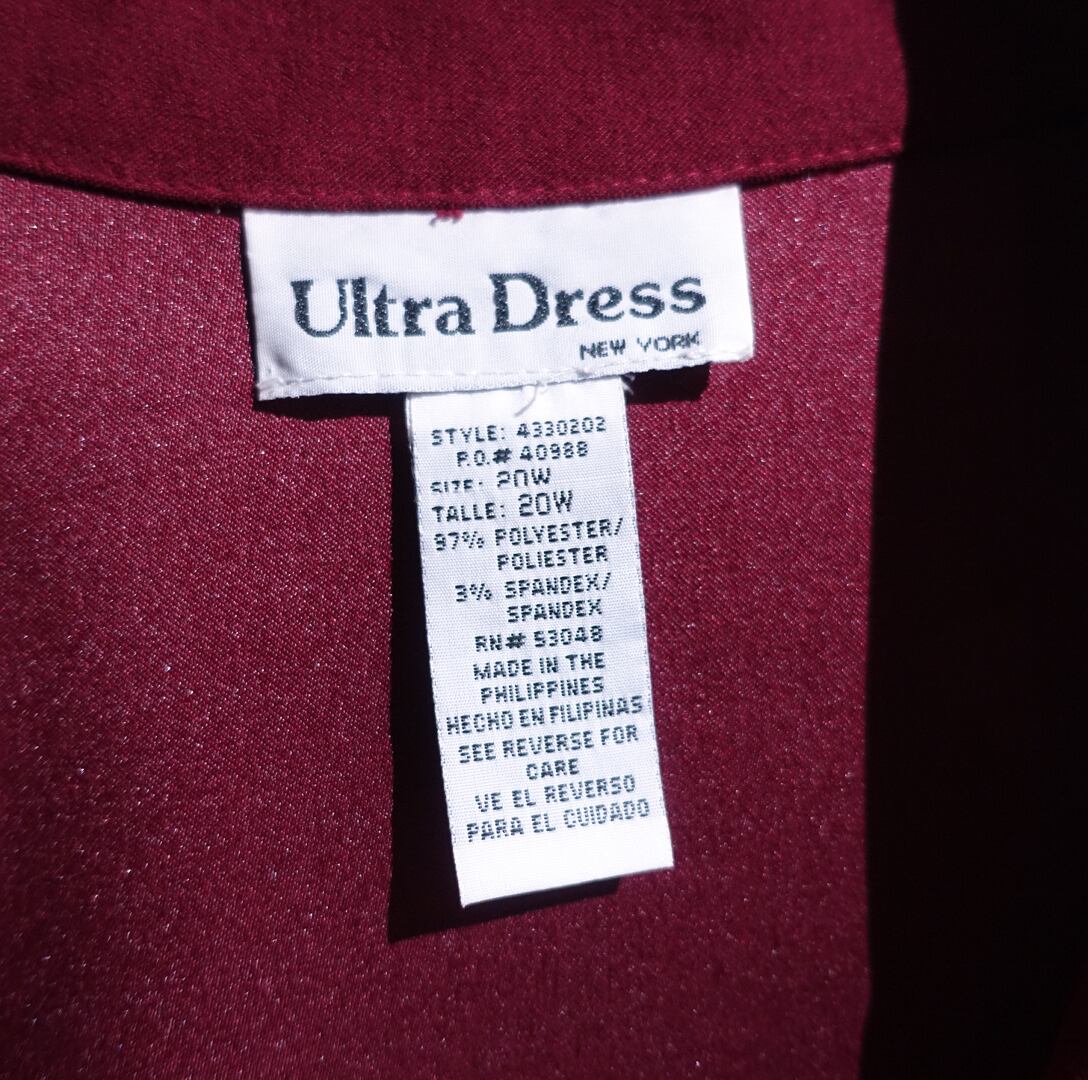 Ultra Dress
NEW YORK
STYLE: 4330202
P.O.# 40988
SIZE: 20W
TALLE: 20W
97% POLYESTER/
POLIESTER
3% SPANDEX/
SPANDEX
RN# 53048
MADE IN THE
PHILIPPINES
HECHO EN FILIPINAS
SEE REVERSE FOR
CARE
VE EL REVERSO
PARA EL CUIDADO